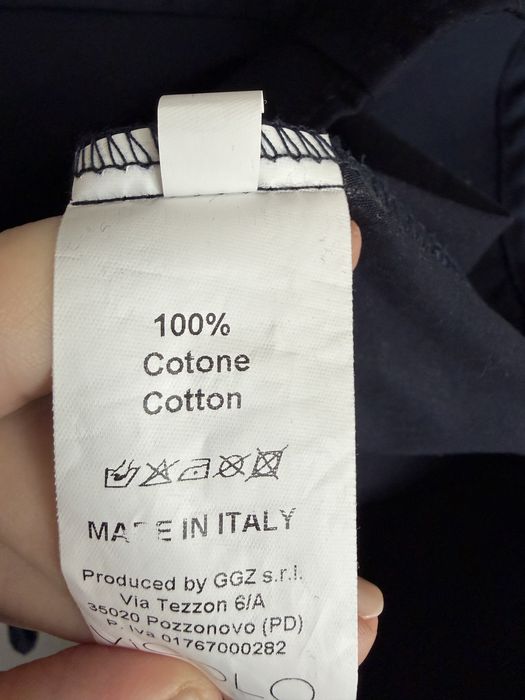 100%
Cotone
Cotton
MADE IN ITALY
Produced by GGZ s.r.l.
Via Tezzon 6/A
35020 Pozzonovo (PD)
P. Iva 01767000282